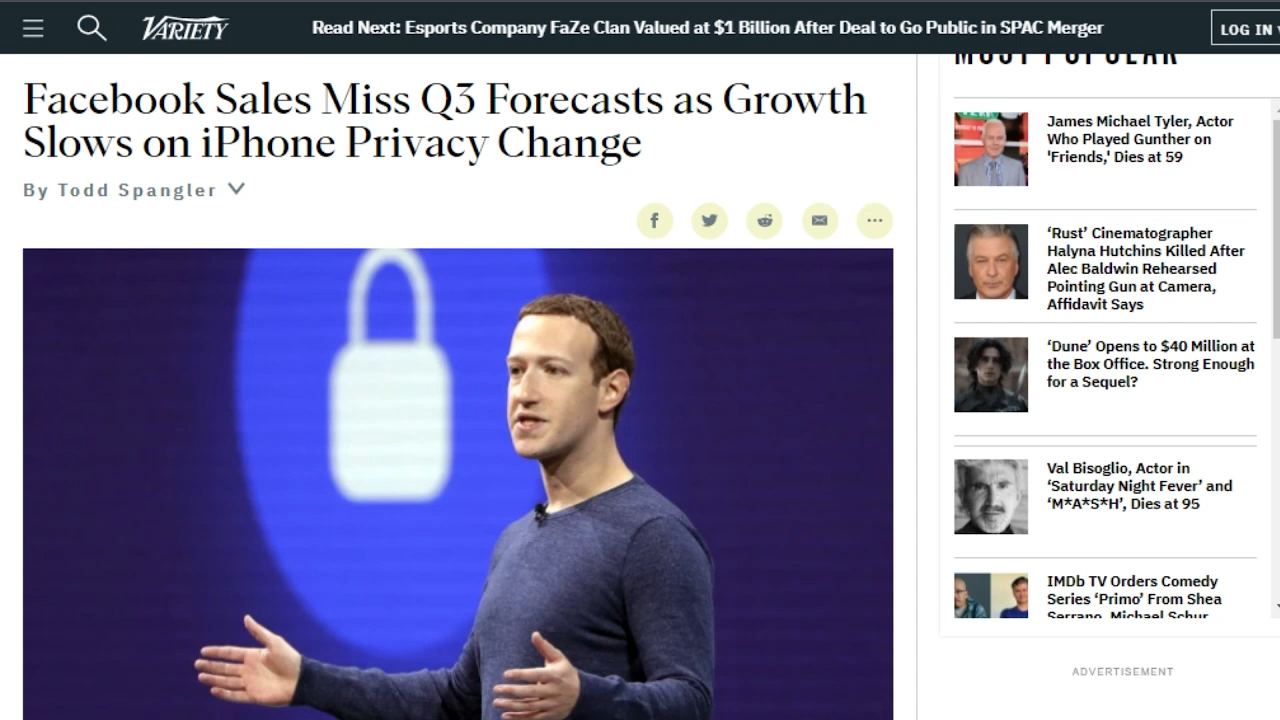 VARIETY
Read Next: Esports Company FaZe Clan Valued at $1 Billion After Deal to Go Public in SPAC Merger
LOG IN
Facebook Sales Miss Q3 Forecasts as Growth
Slows on iPhone Privacy Change
By Todd Spangler
MOST POPULAR
James Michael Tyler, Actor
Who Played Gunther on
'Friends,' Dies at 59
‘Rust’ Cinematographer
Halyna Hutchins Killed After
Alec Baldwin Rehearsed
Pointing Gun at Camera,
Affidavit Says
‘Dune’ Opens to $40 Million at
the Box Office. Strong Enough
for a Sequel?
Val Bisoglio, Actor in
‘Saturday Night Fever’ and
‘M*A*S*H’, Dies at 95
IMDb TV Orders Comedy
Series ‘Primo’ From Shea
Serrano, Michael Schur
ADVERTISEMENT